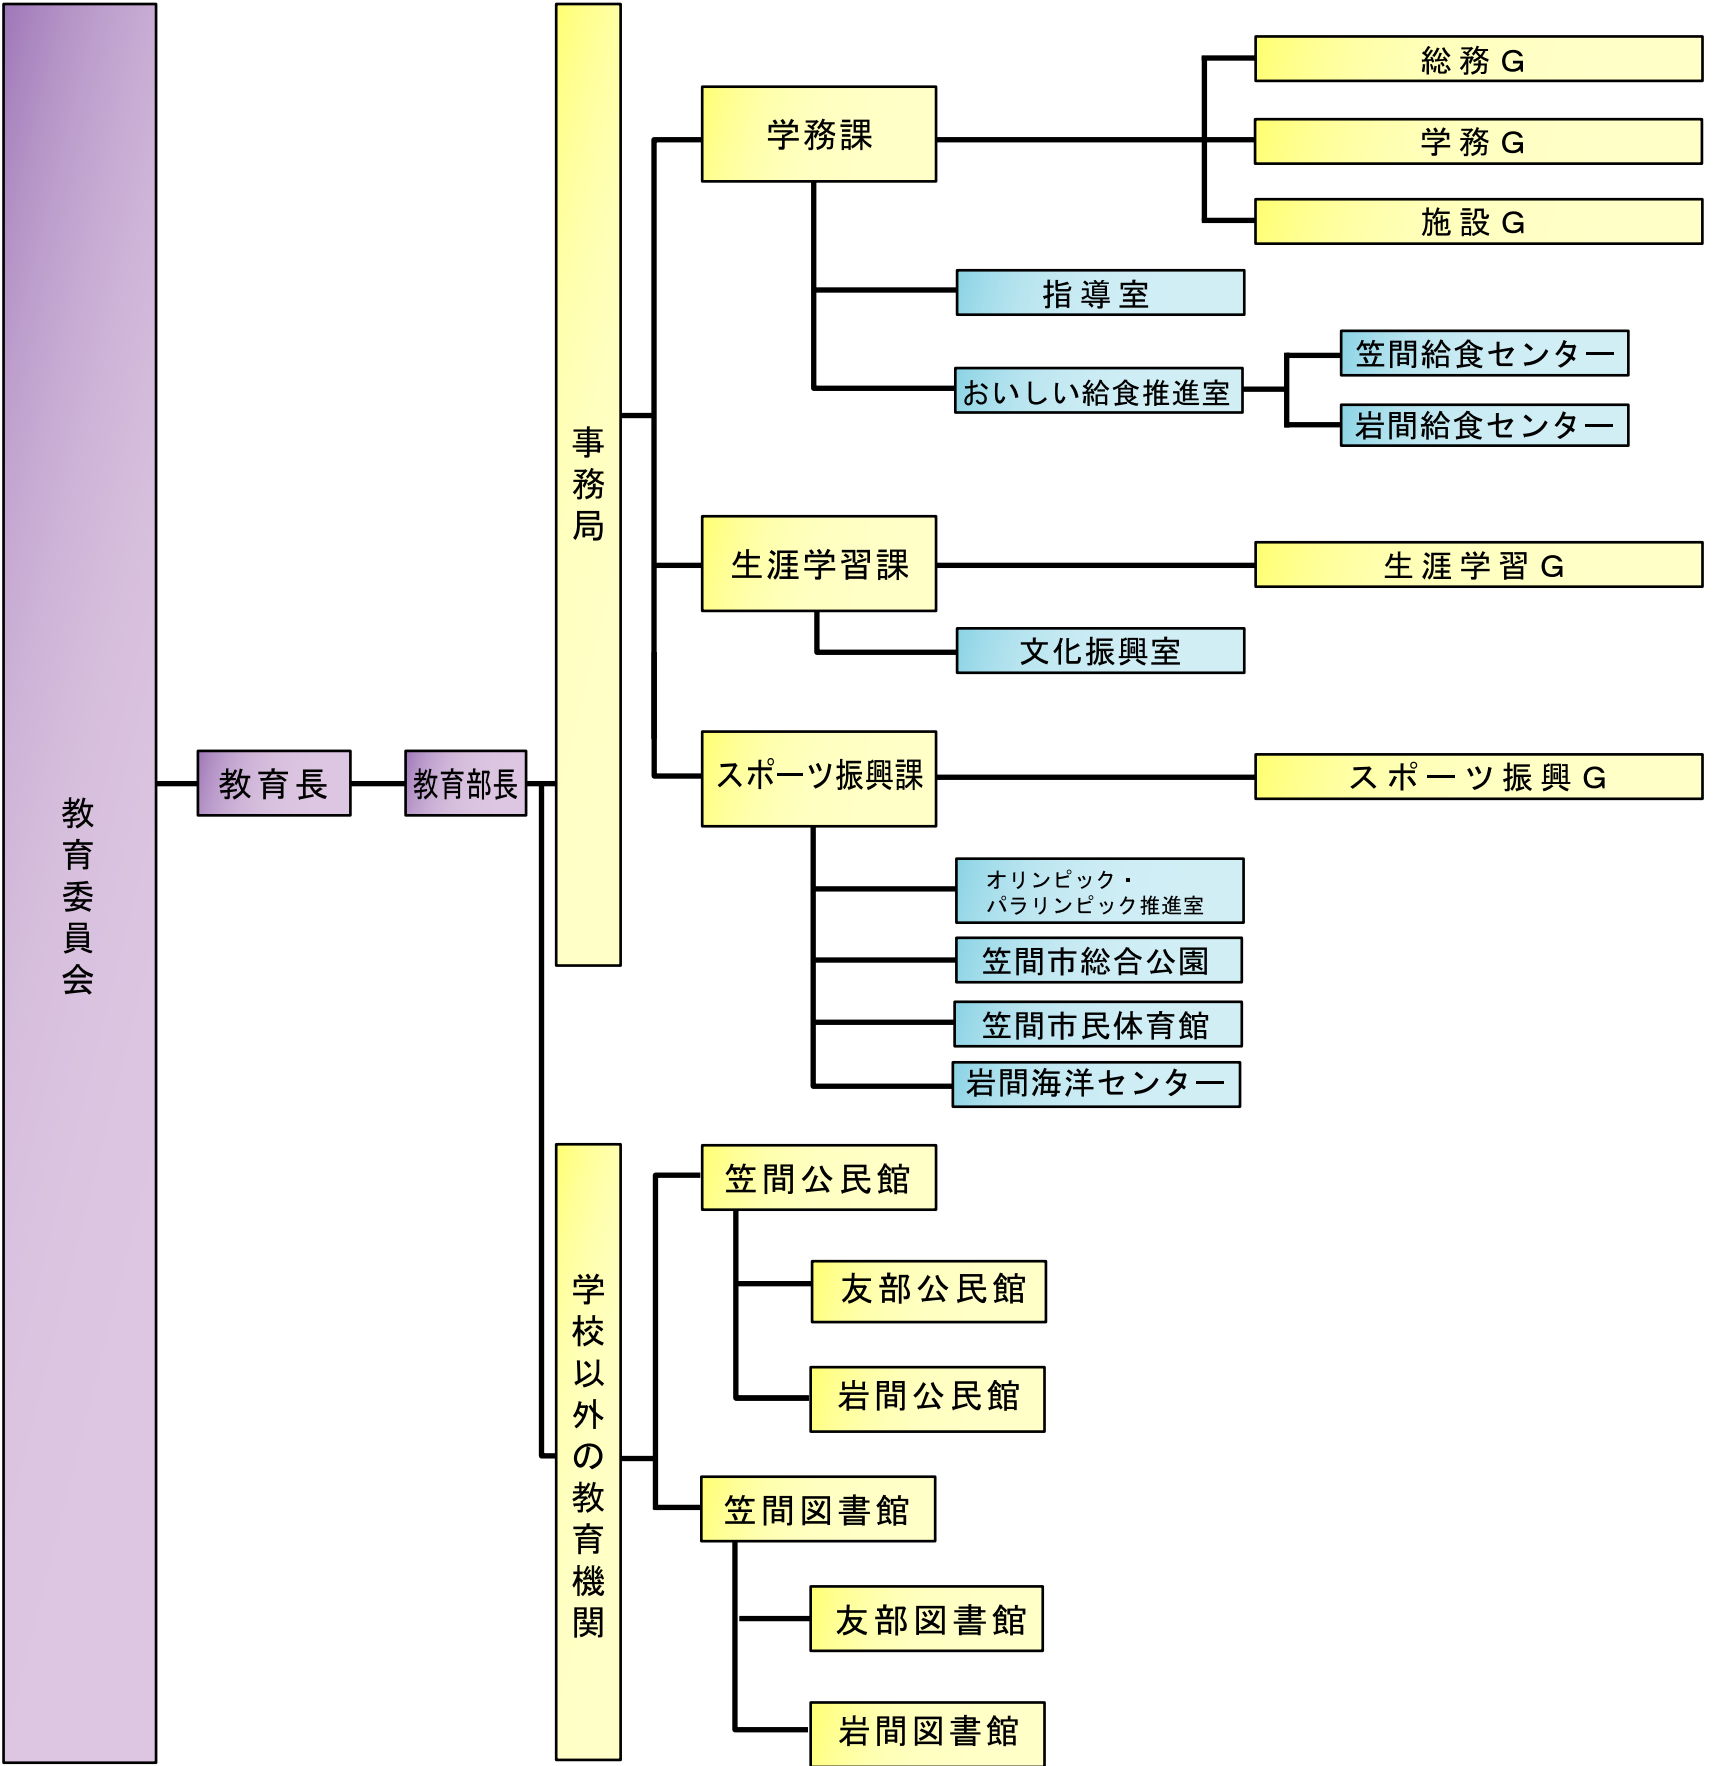 教育委員会
教育長
教育部長
事務局
学務課
総務G
学務G
施設G
指導室
おいしい給食推進室
笠間給食センター
岩間給食センター
生涯学習課
生涯学習G
文化振興室
スポーツ振興課
スポーツ振興G
オリンピック・
パラリンピック推進室
笠間市総合公園
笠間市民体育館
岩間海洋センター
学校以外の教育機関
笠間公民館
友部公民館
岩間公民館
笠間図書館
友部図書館
岩間図書館